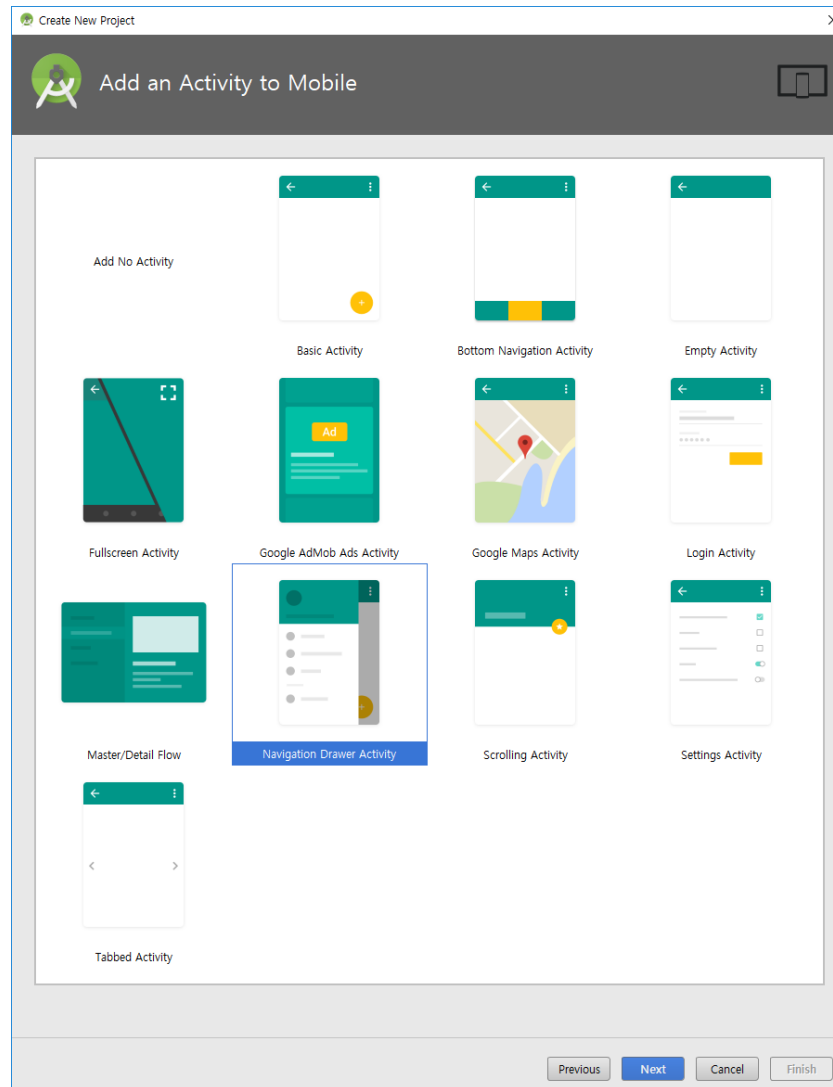 Create New Project
Add an Activity to Mobile
Add No Activity
Basic Activity
Bottom Navigation Activity
Empty Activity
Ad
Fullscreen Activity
Google AdMob Ads Activity
Google Maps Activity
Login Activity
Master/Detail Flow
Navigation Drawer Activity
Scrolling Activity
Settings Activity
Tabbed Activity
Previous
Next
Cancel
Finish